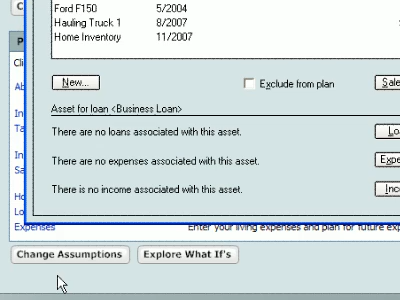 Ford F150 5/2004
Hauling Truck 1 8/2007
Home Inventory 11/2007
New... Exclude from plan Sale
Asset for loan <Business Loan>
There are no loans associated with this asset.
There are no expenses associated with this asset.
There is no income associated with this asset.
Expenses Enter your living expenses and plan for future exp
Change Assumptions Explore What If's